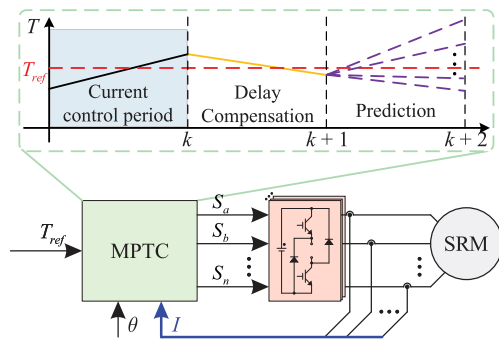 T
T_ref
Current
control period
Delay
Compensation
Prediction
k
k + 1
k + 2
T_ref
MPTC
S_a
S_b
S_n
SRM
θ
I